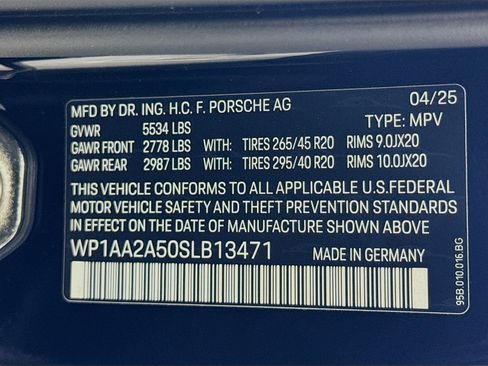 MFD BY DR. ING. H.C. F. PORSCHE AG 04/25
GVWR 5534 LBS TYPE: MPV
GAWR FRONT 2778 LBS WITH: TIRES 265/45 R20 RIMS 9.0JX20
GAWR REAR 2987 LBS WITH: TIRES 295/40 R20 RIMS 10.0JX20
THIS VEHICLE CONFORMS TO ALL APPLICABLE U.S.FEDERAL
MOTOR VEHICLE SAFETY AND THEFT PREVENTION STANDARDS
IN EFFECT ON THE DATE OF MANUFACTURE SHOWN ABOVE
WP1AA2A50SLB13471
95B.010.016.BG